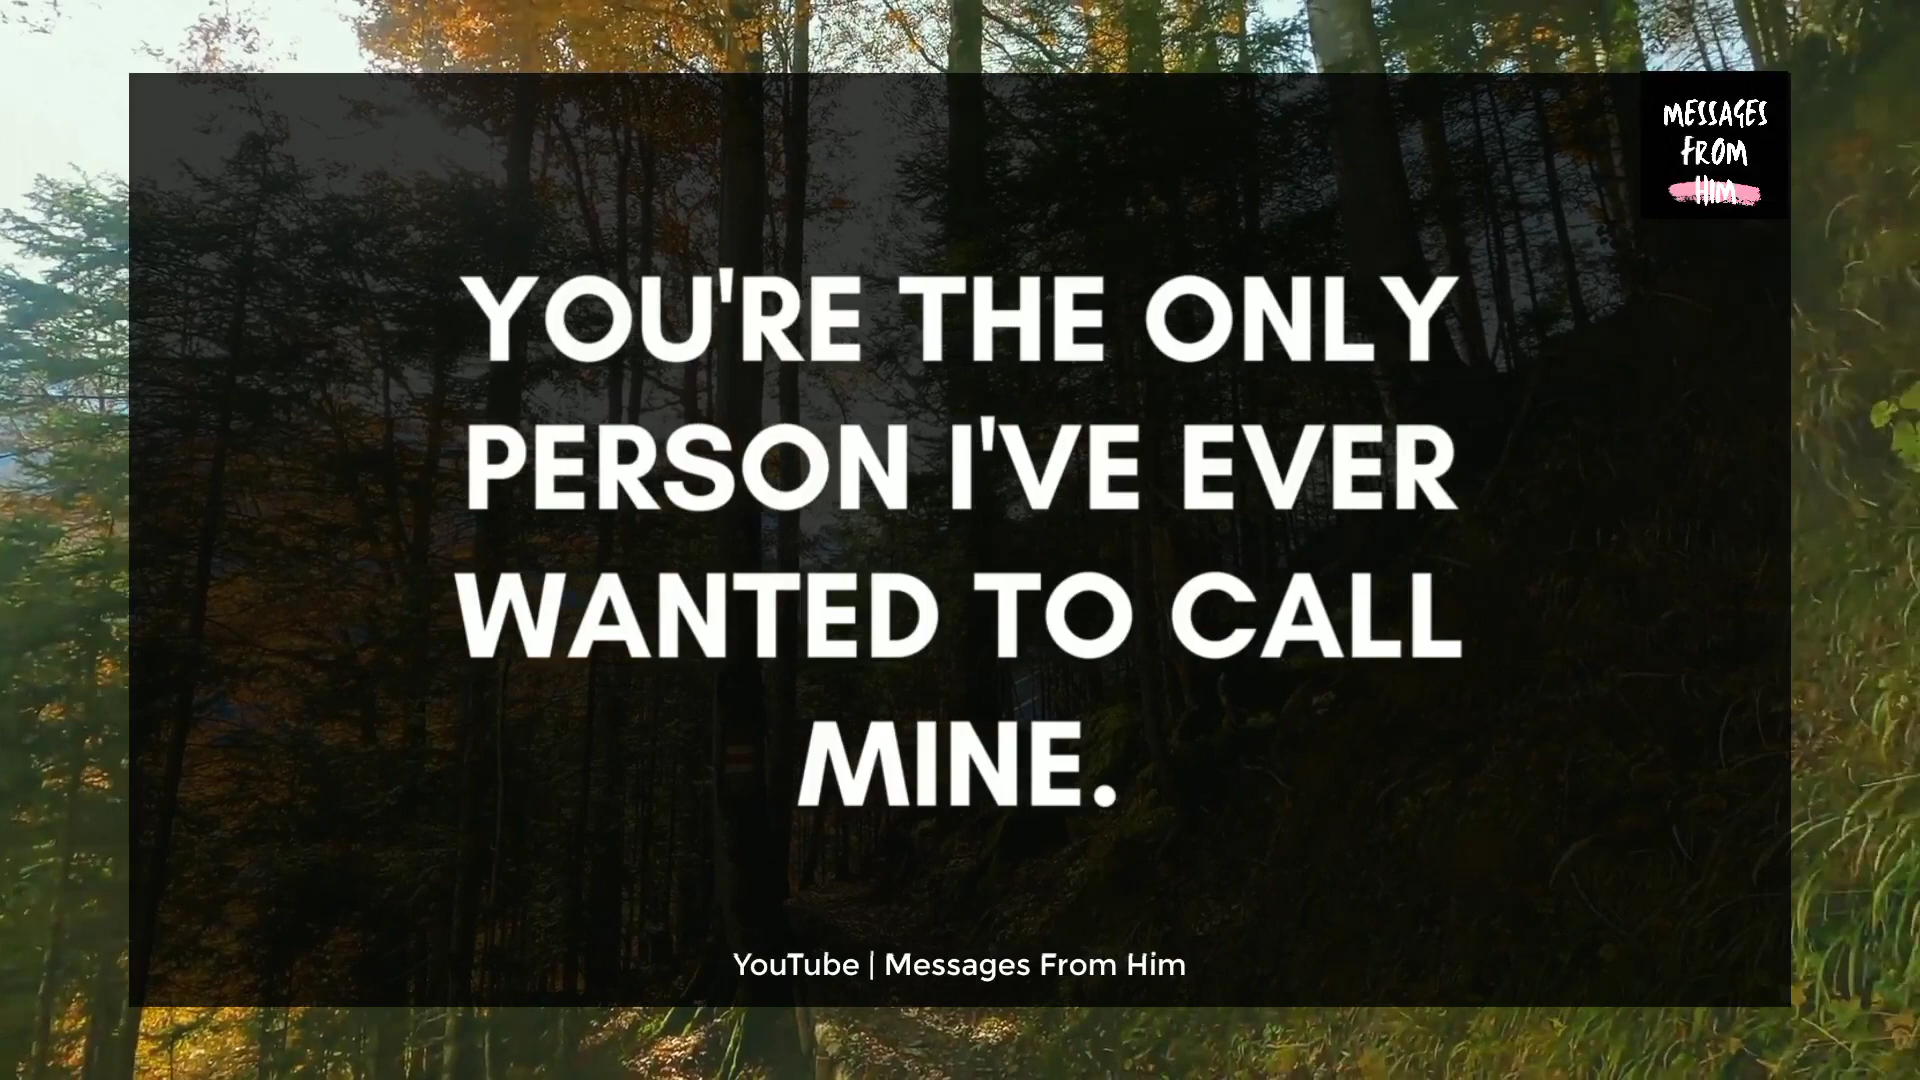 MESSAGES
FROM
HIM
YOU'RE THE ONLY
PERSON I'VE EVER
WANTED TO CALL
MINE.
YouTube | Messages From Him